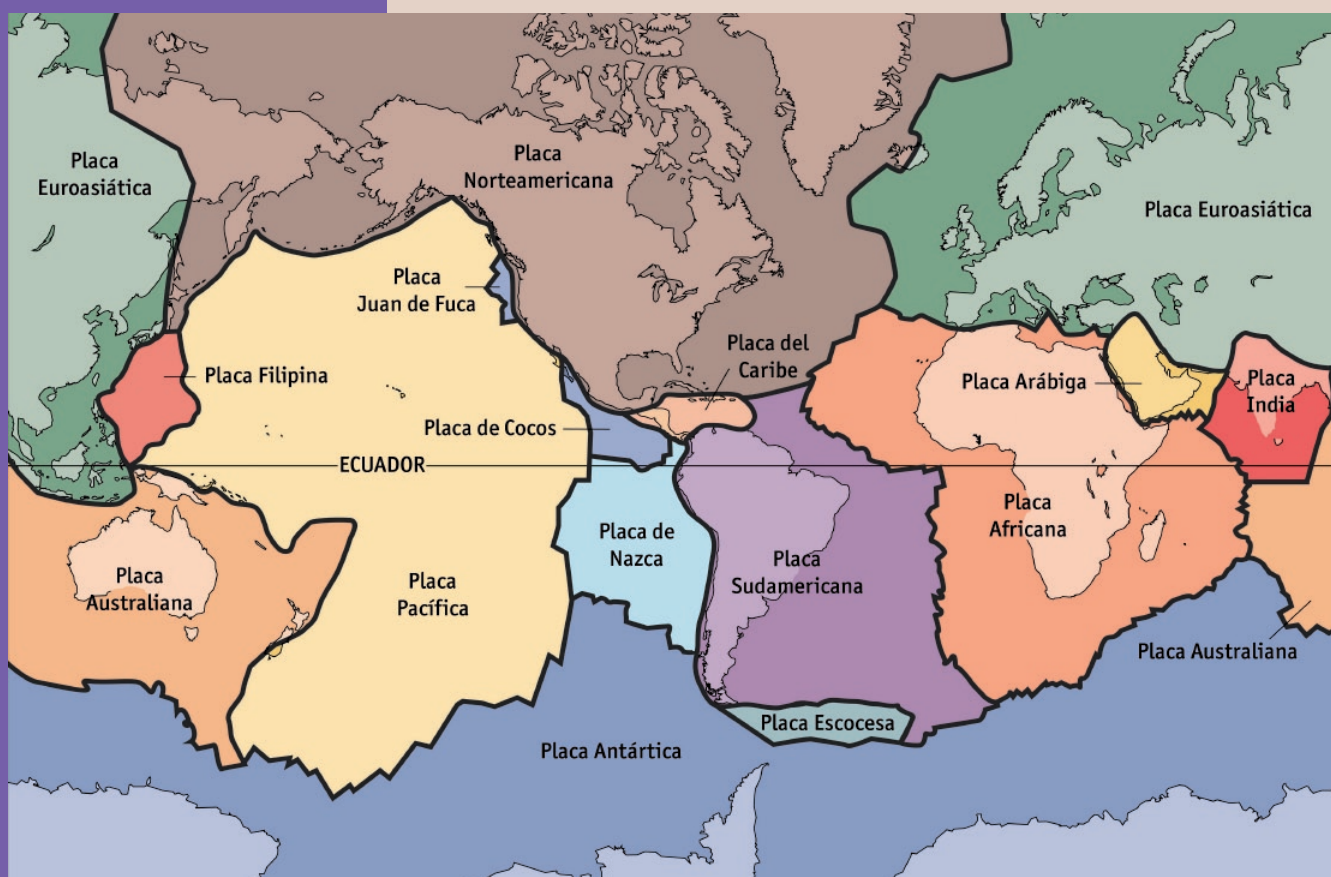 Placa
Euroasiática
Placa
Norteamericana
Placa Euroasiática
Placa
Juan de Fuca
Placa del
Caribe
Placa Filipina
Placa Arábiga
Placa
India
Placa de Cocos
ECUADOR
Placa
Africana
Placa de
Nazca
Placa
Sudamericana
Placa
Australiana
Placa
Pacífica
Placa Australiana
Placa Escocesa
Placa Antártica